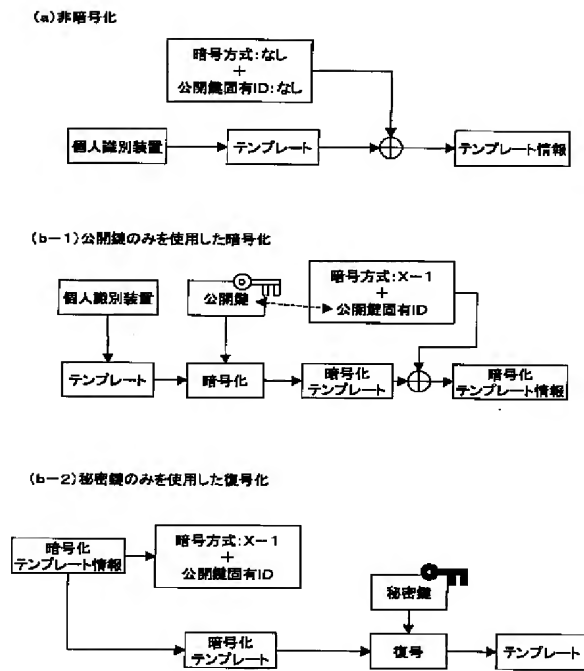 (a)非暗号化
暗号方式:なし
+
公開鍵固有ID:なし
個人識別装置
テンプレート
テンプレート情報
(b-1)公開鍵のみを使用した暗号化
個人識別装置
公開鍵
暗号方式:X-1
+
公開鍵固有ID
テンプレート
暗号化
暗号化
テンプレート
暗号化
テンプレート情報
(b-2)秘密鍵のみを使用した復号化
暗号化
テンプレート情報
暗号方式:X-1
+
公開鍵固有ID
秘密鍵
暗号化
テンプレート
復号
テンプレート